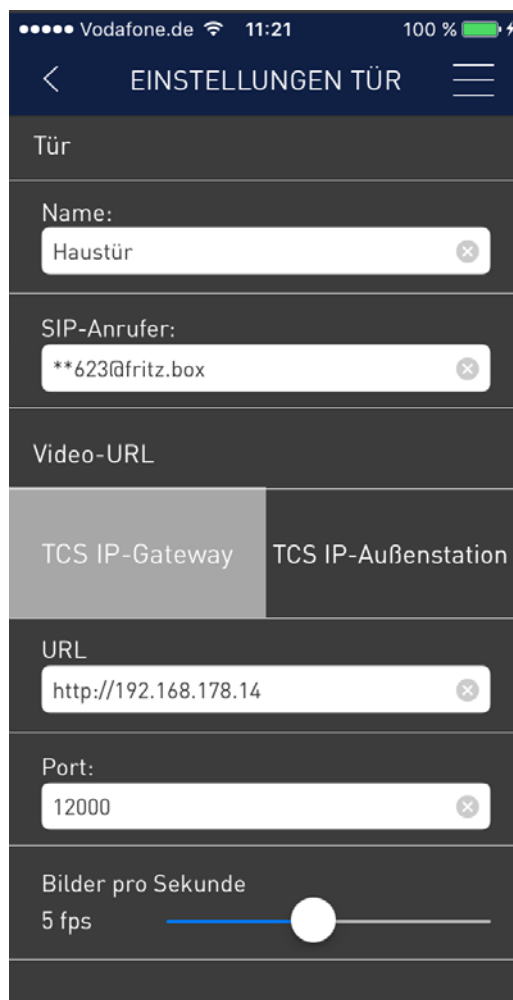 Vodafone.de 11:21 100 %
EINSTELLUNGEN TÜR
Tür
Name:
Haustür
SIP-Anrufer:
**623@fritz.box
Video-URL
TCS IP-Gateway TCS IP-Außenstation
URL
http://192.168.178.14
Port:
12000
Bilder pro Sekunde
5 fps